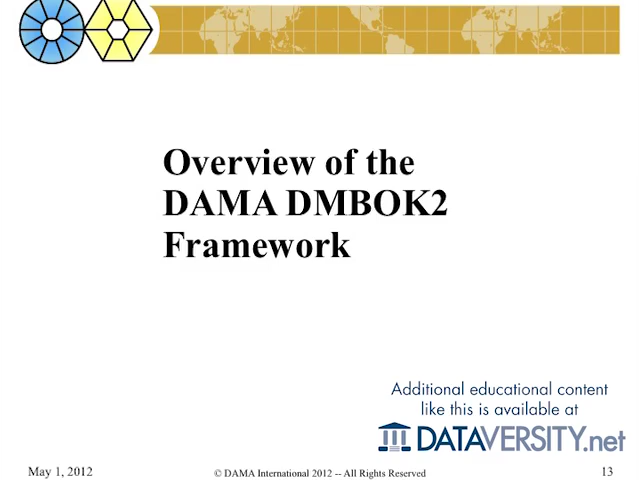 Overview of the
DAMA DMBOK2
Framework
Additional educational content
like this is available at
DATAVERSITY.net
May 1, 2012
© DAMA International 2012 -- All Rights Reserved
13